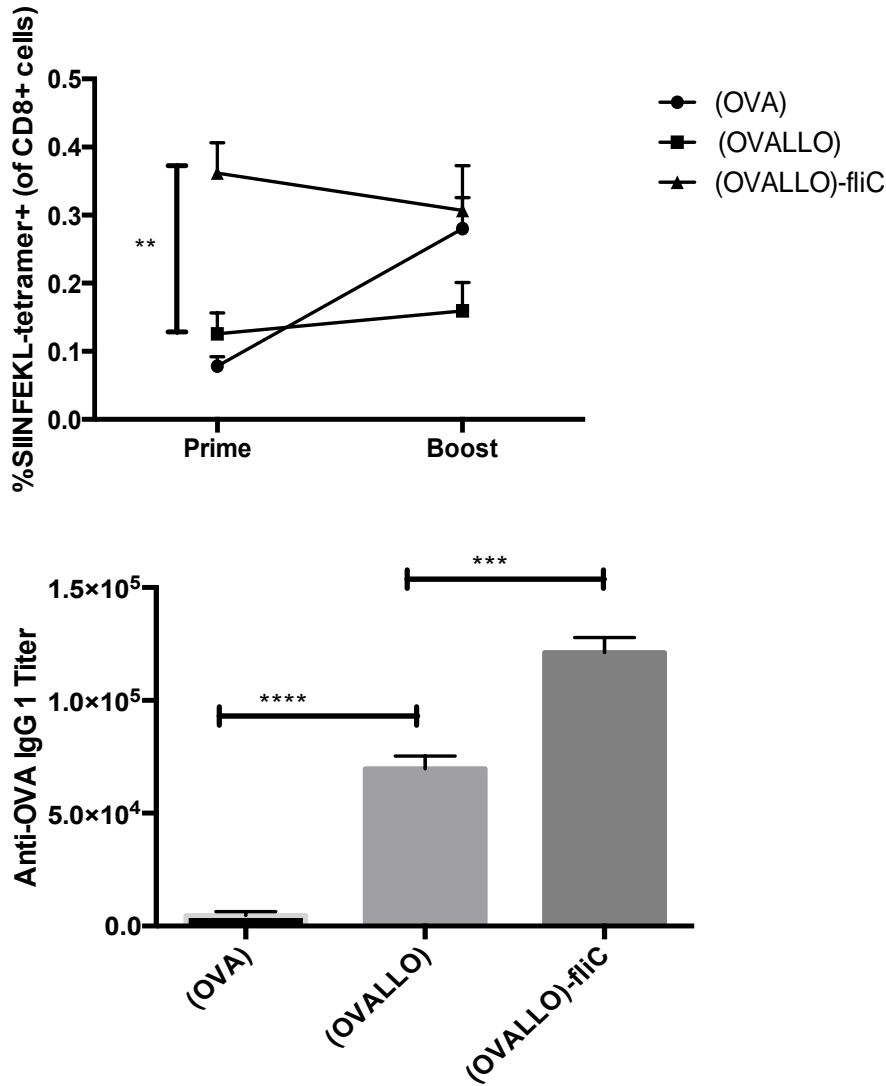 %SIINFEKL-tetramer+ (of CD8+ cells)
0.5
0.4
0.3
0.2
0.1
0.0
**
Prime
Boost
(OVA)
(OVALLO)
(OVALLO)-fliC
Anti-OVA IgG 1 Titer
1.5×10⁵
1.0×10⁵
5.0×10⁴
0.0
****
***
(OVA)
(OVALLO)
(OVALLO)-fliC